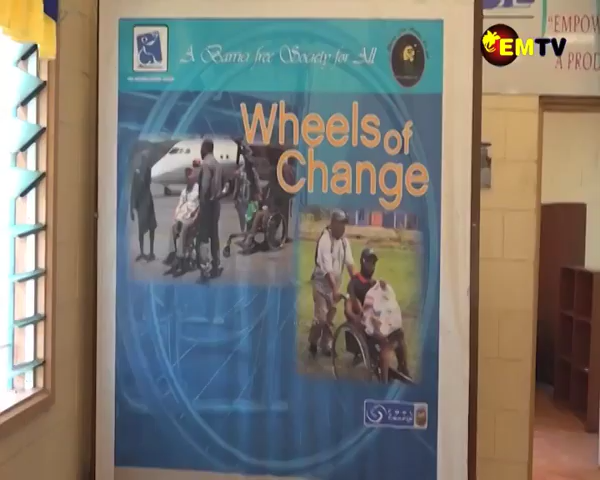 EMTV
"EMPOW
A PROD
A Barrier free Society for All
Wheels of
Change